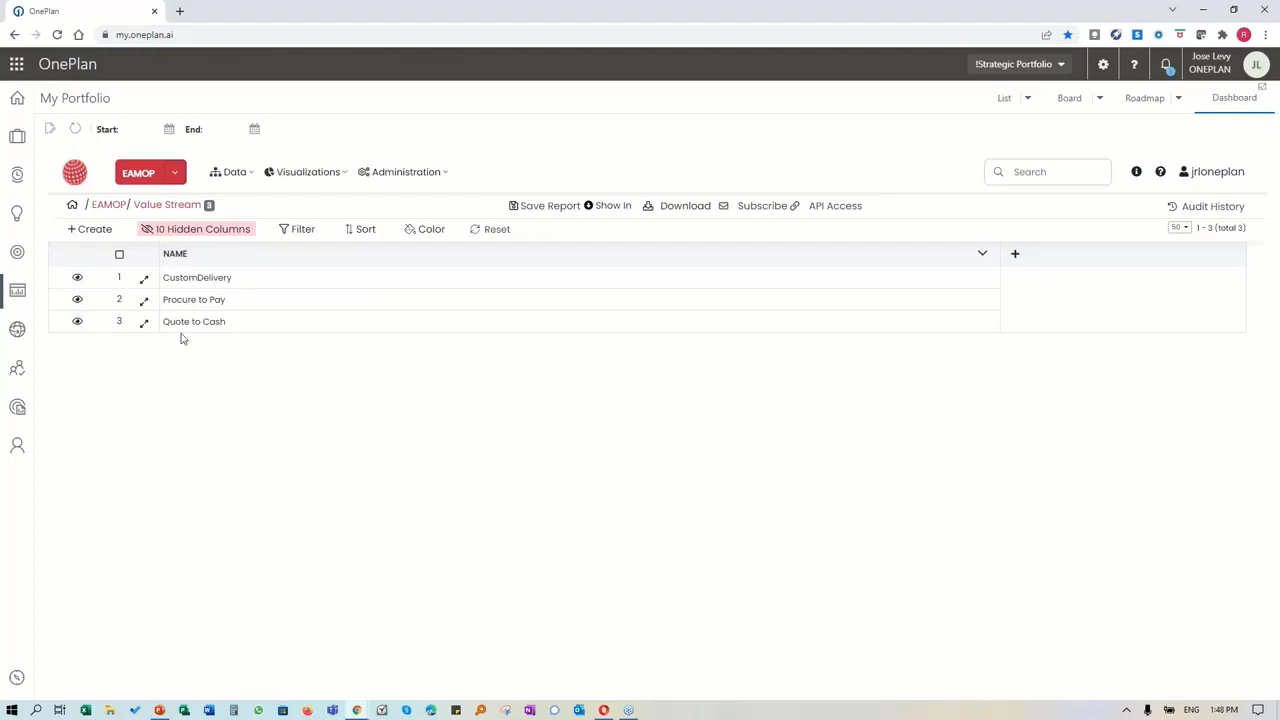 OnePlan
my.oneplan.ai
R
OnePlan
!Strategic Portfolio
?
Jose Levy
ONEPLAN
JL
My Portfolio
List
Board
Roadmap
Dashboard
Start:
End:
EAMOP
Data
Visualizations
Administration
Search
jrloneplan
/ EAMOP/ Value Stream 3
Save Report
Show In
Download
Subscribe
API Access
Audit History
+ Create
10 Hidden Columns
Filter
Sort
Color
Reset
50
1 - 3 (total 3)
NAME
+
1 CustomDelivery
2 Procure to Pay
3 Quote to Cash
ENG
1:48 PM